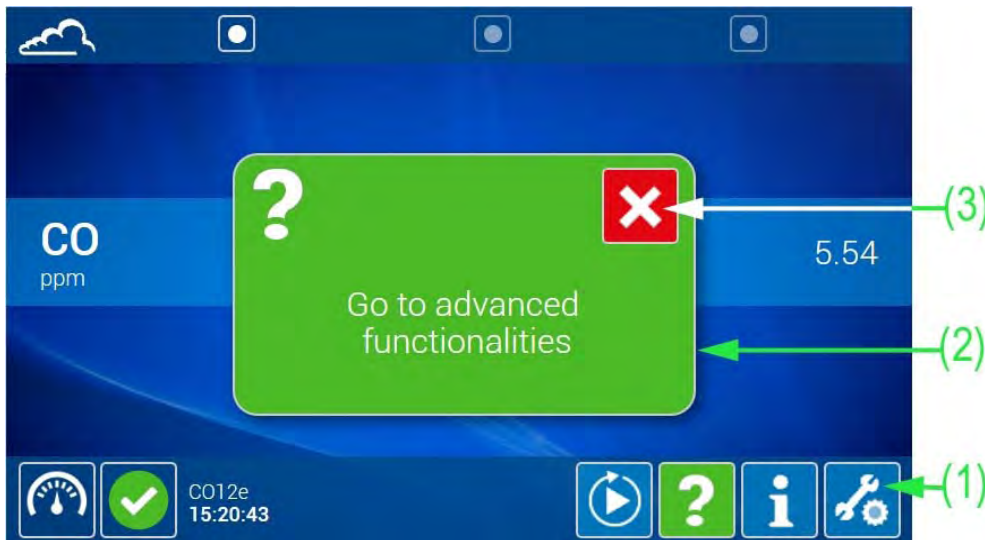 (3)
CO
ppm
5.54
Go to advanced
functionalities
(2)
CO12e
15:20:43
?
i
(1)